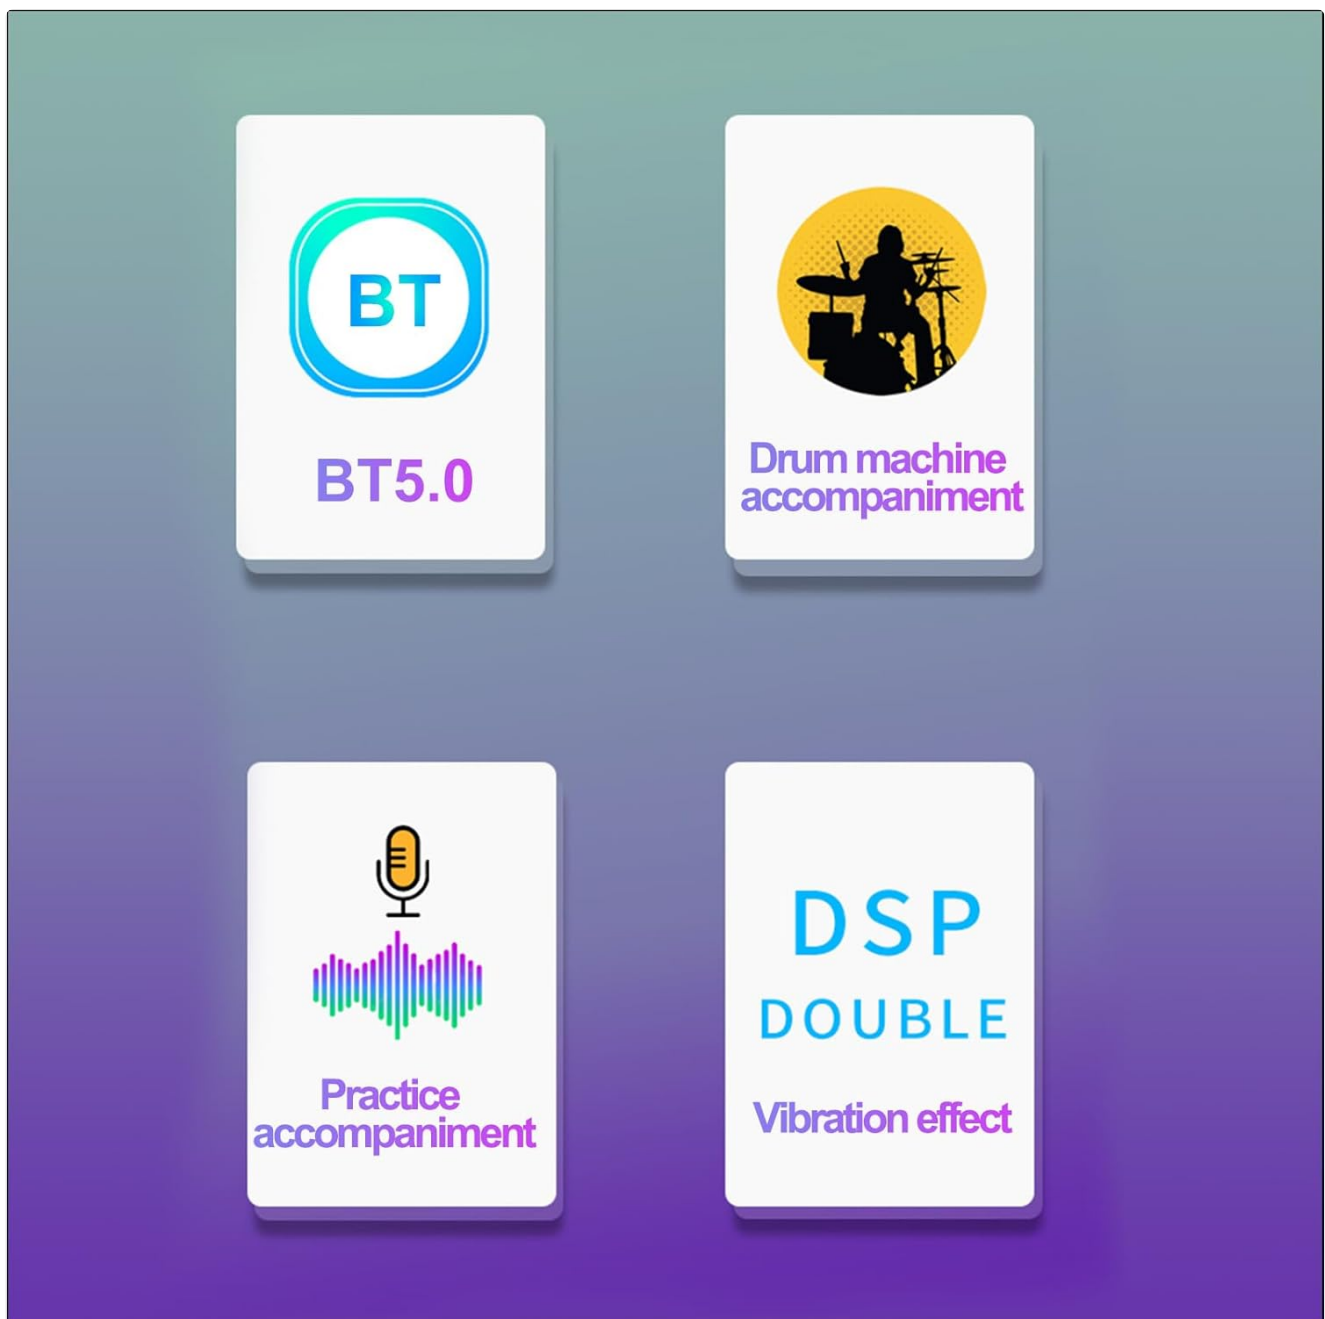 BT
BT5.0
Drum machine
accompaniment
Practice
accompaniment
DSP
DOUBLE
Vibration effect